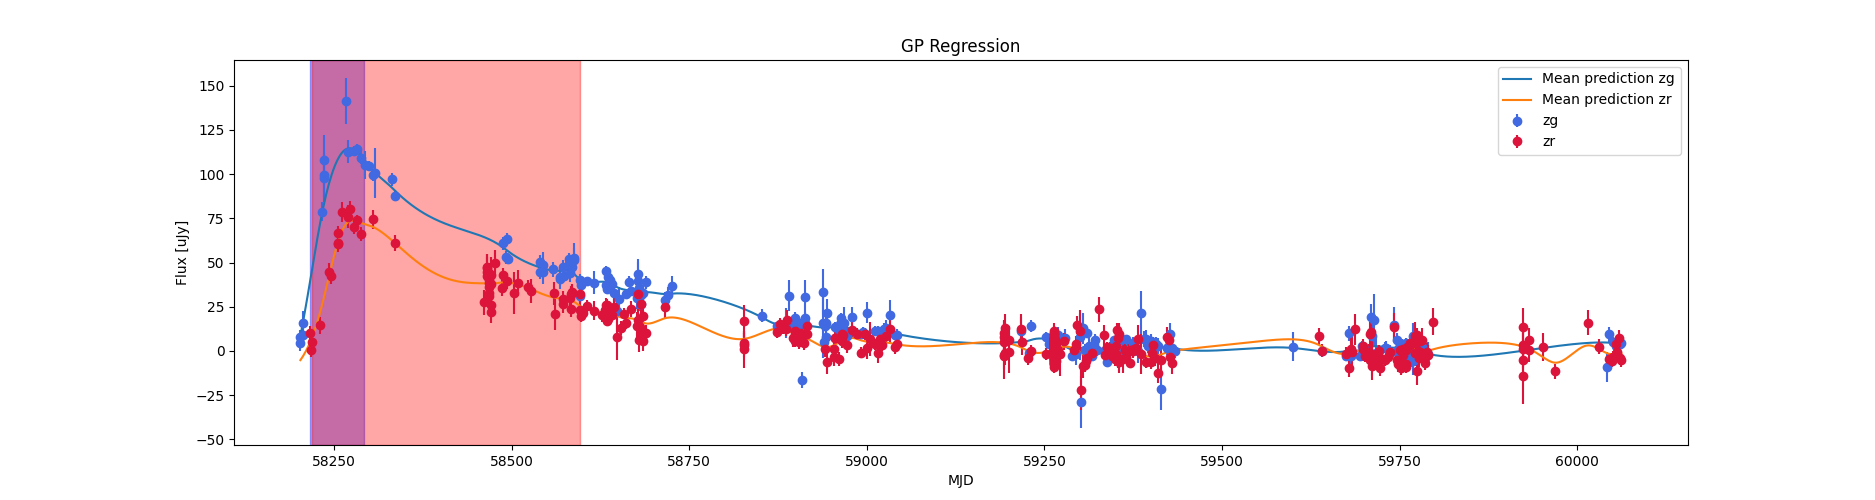 GP Regression
Mean prediction zg
Mean prediction zr
zg
zr
Flux [uJy]
150
125
100
75
50
25
0
−25
−50
58250
58500
58750
59000
59250
59500
59750
60000
MJD